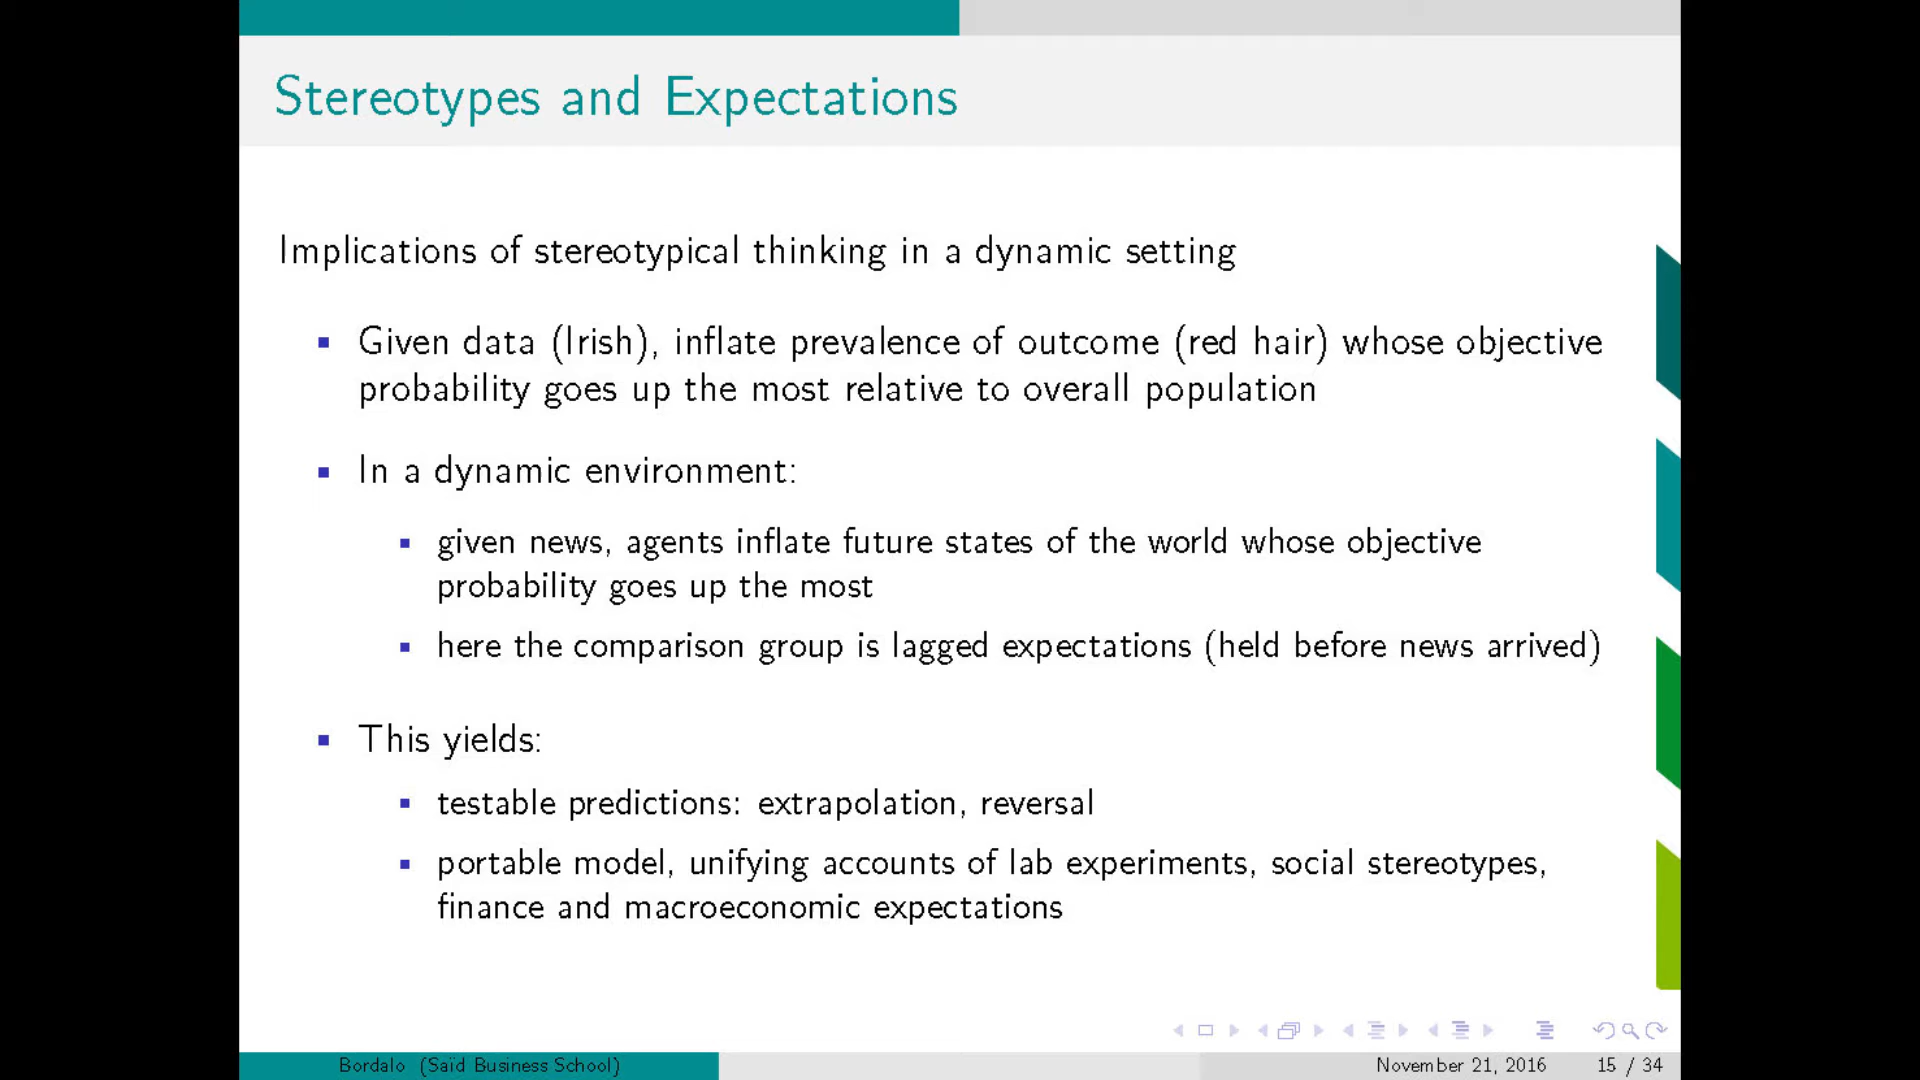 Stereotypes and Expectations
Implications of stereotypical thinking in a dynamic setting
Given data (Irish), inflate prevalence of outcome (red hair) whose objective
probability goes up the most relative to overall population
In a dynamic environment:
given news, agents inflate future states of the world whose objective
probability goes up the most
here the comparison group is lagged expectations (held before news arrived)
This yields:
testable predictions: extrapolation, reversal
portable model, unifying accounts of lab experiments, social stereotypes,
finance and macroeconomic expectations
Bordalo (Saïd Business School)
November 21, 2016
15 / 34